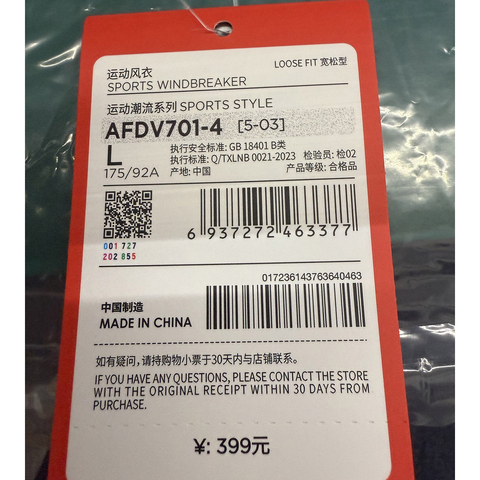 运动风衣
SPORTS WINDBREAKER
LOOSE FIT 宽松型
运动潮流系列 SPORTS STYLE
AFDV701-4 [5-03]
L
175/92A
执行安全标准: GB 18401 B类
执行标准: Q/TXLNB 0021-2023 检验员: 检02
产地: 中国 产品等级: 合格品
001 727
202 855
6 937272 463377
017236143763640463
中国制造
MADE IN CHINA
如有疑问，请持购物小票于30天内与店铺联系。
IF YOU HAVE ANY QUESTIONS, PLEASE CONTACT THE STORE
WITH THE ORIGINAL RECEIPT WITHIN 30 DAYS FROM
PURCHASE.
¥: 399元